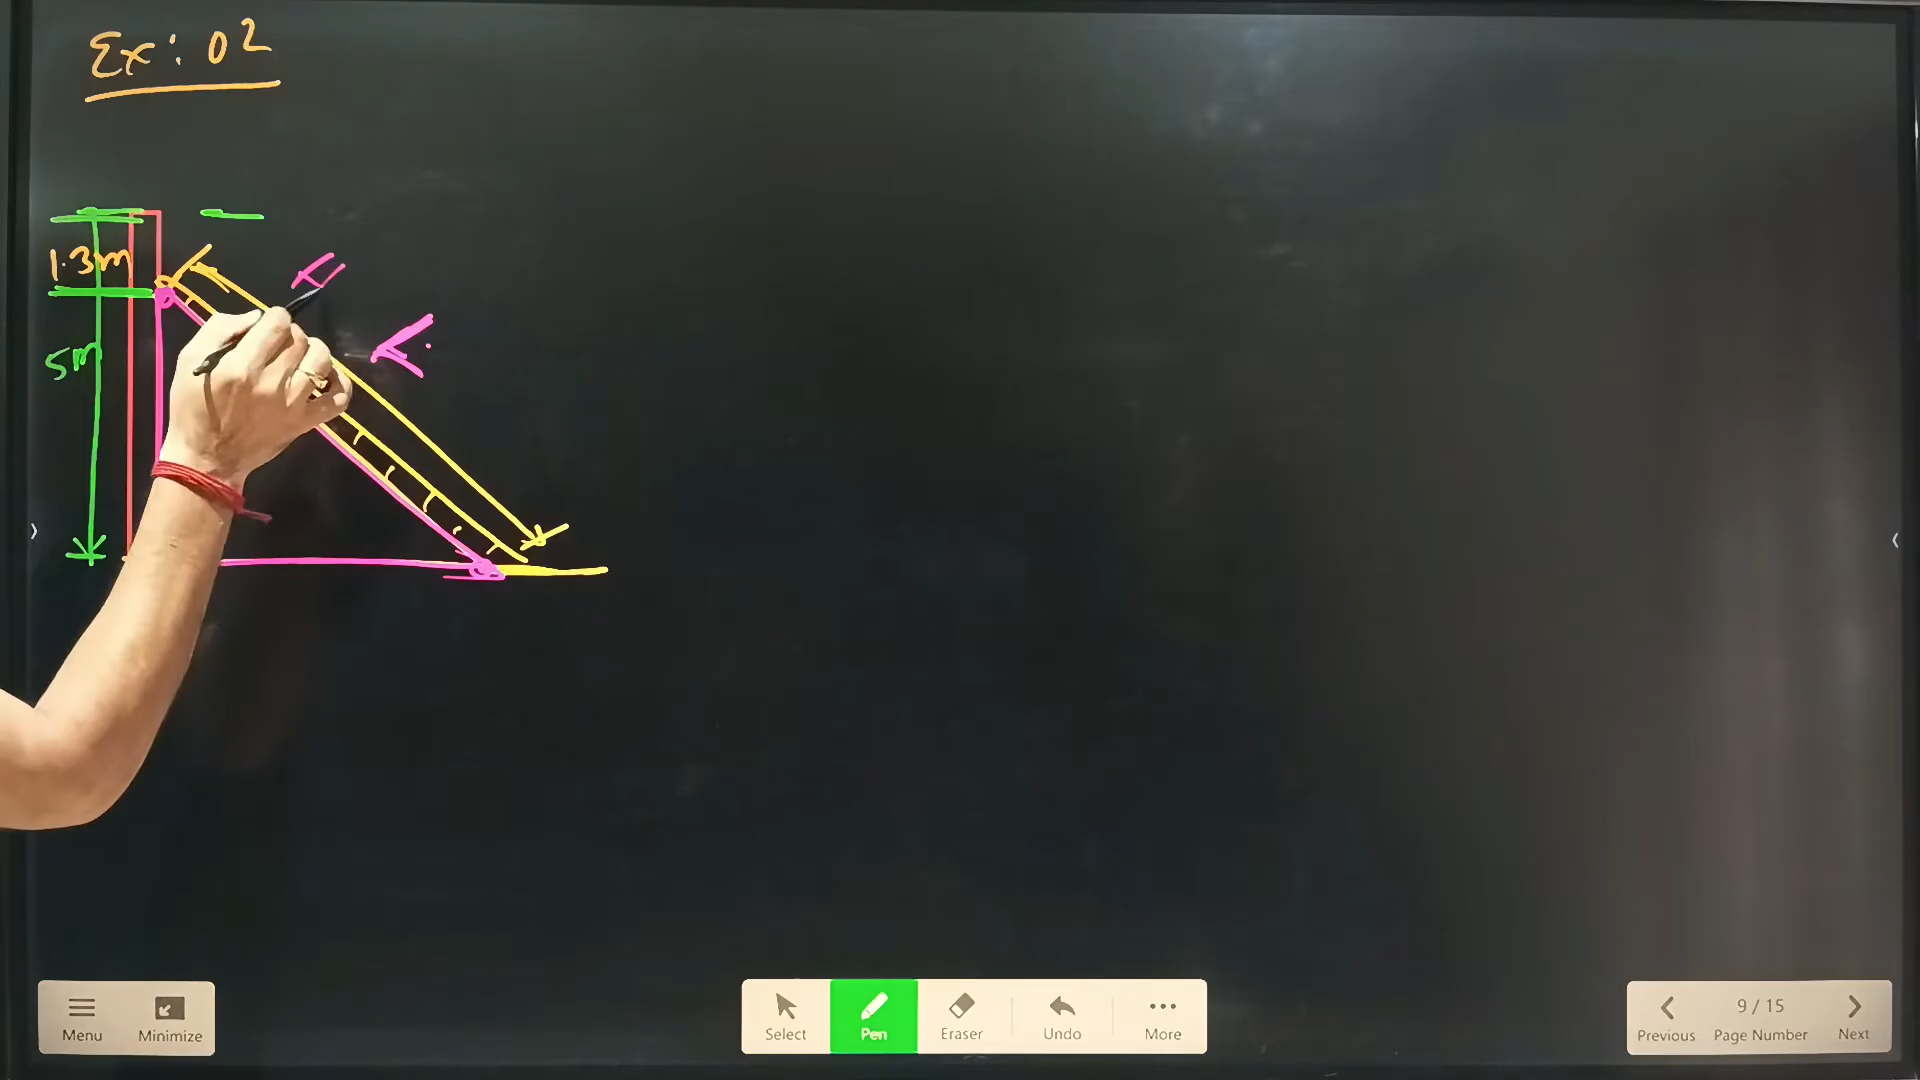 Ex: 02
1.3m
5m
Menu
Minimize
Select
Pen
Eraser
Undo
More
Previous
9 / 15
Page Number
Next